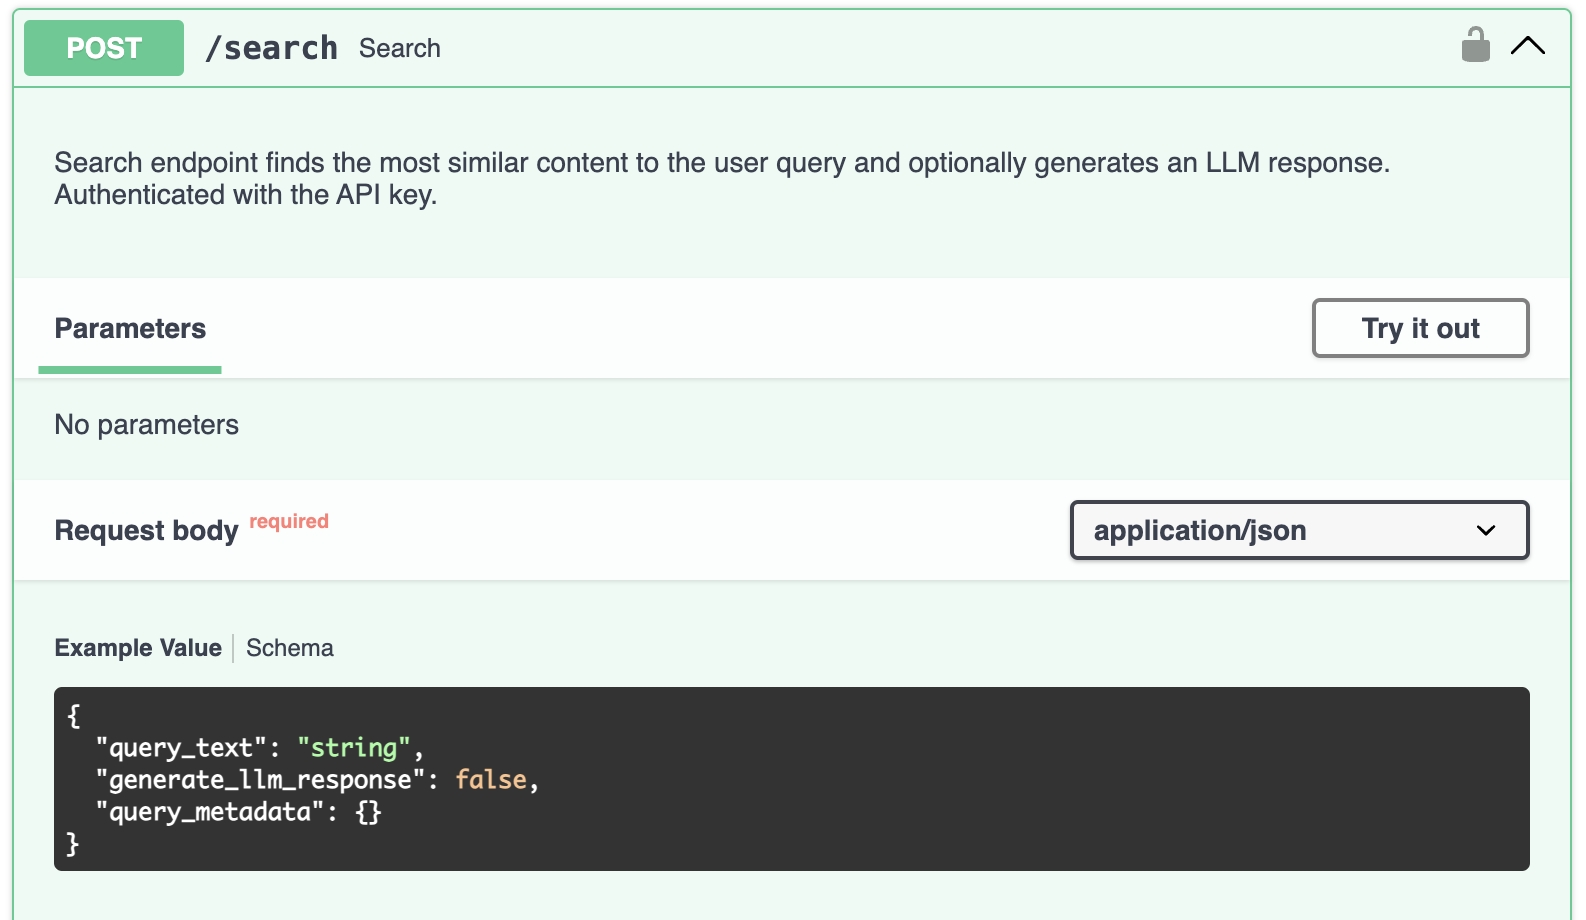 POST /search Search
Search endpoint finds the most similar content to the user query and optionally generates an LLM response.
Authenticated with the API key.
Parameters
Try it out
No parameters
Request body required
application/json
Example Value Schema
{
  "query_text": "string",
  "generate_llm_response": false,
  "query_metadata": {}
}